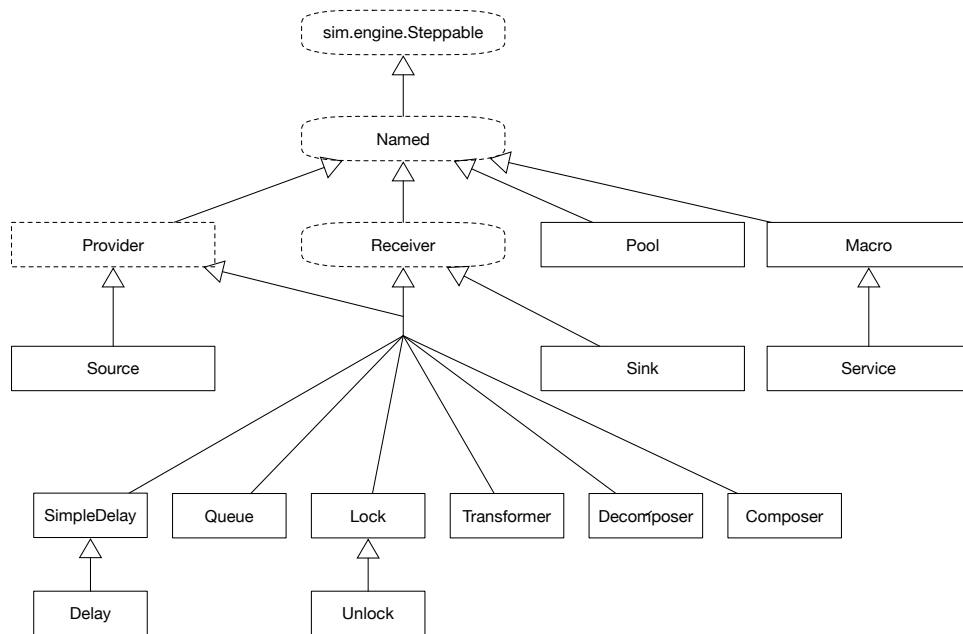 sim.engine.Steppable
Named
Provider
Receiver
Pool
Macro
Source
Sink
Service
SimpleDelay
Queue
Lock
Transformer
Decomposer
Composer
Delay
Unlock